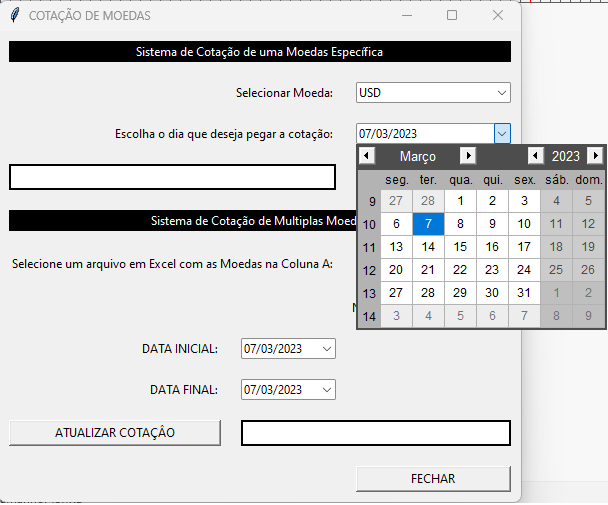 COTAÇÃO DE MOEDAS
Sistema de Cotação de uma Moedas Específica
Selecionar Moeda: USD
Escolha o dia que deseja pegar a cotação: 07/03/2023
Março 2023
seg. ter. qua. qui. sex. sáb. dom.
9 27 28 1 2 3 4 5
10 6 7 8 9 10 11 12
11 13 14 15 16 17 18 19
12 20 21 22 23 24 25 26
13 27 28 29 30 31 1 2
14 3 4 5 6 7 8 9
Sistema de Cotação de Multiplas Moed
Selecione um arquivo em Excel com as Moedas na Coluna A:
DATA INICIAL: 07/03/2023
DATA FINAL: 07/03/2023
ATUALIZAR COTAÇÂO
FECHAR